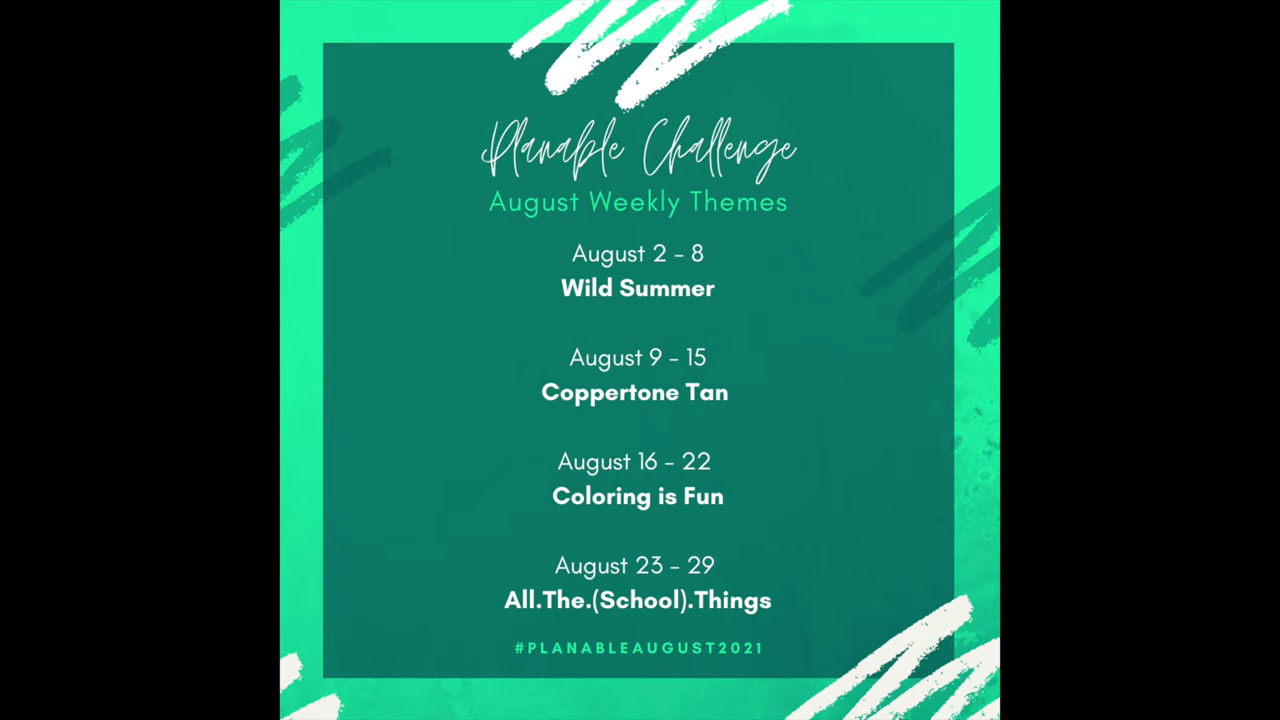 Planable Challenge
August Weekly Themes
August 2 - 8
Wild Summer
August 9 - 15
Coppertone Tan
August 16 - 22
Coloring is Fun
August 23 - 29
All.The.(School).Things
#PLANABLEAUGUST2021